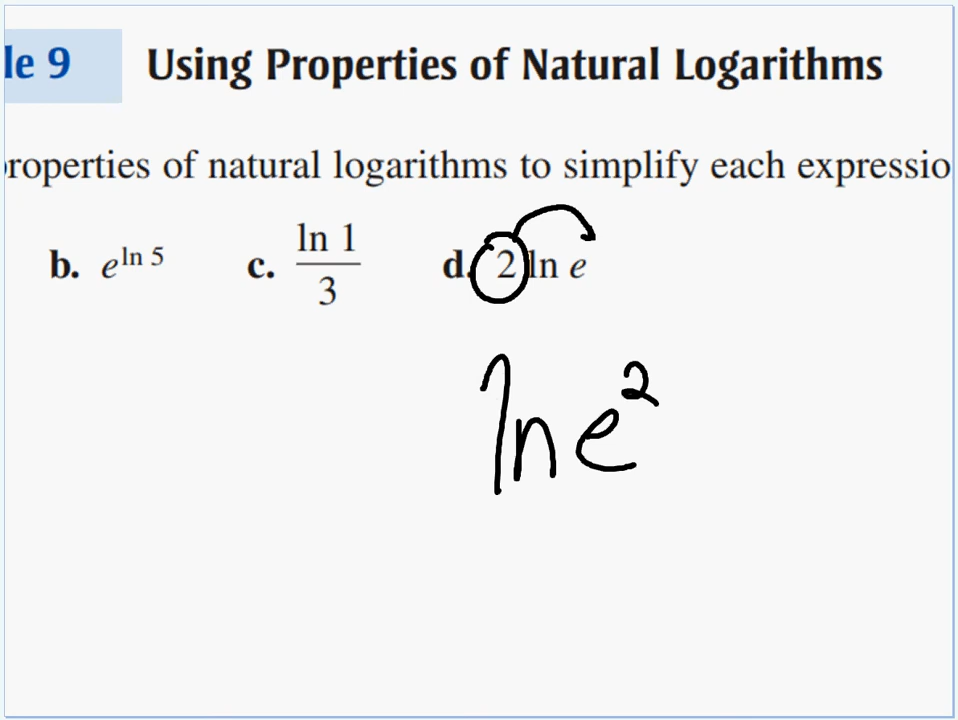 le 9 Using Properties of Natural Logarithms
roperties of natural logarithms to simplify each expressio
b. e^{ln 5} c. \frac{ln 1}{3} d. 2 ln e
ln e^2